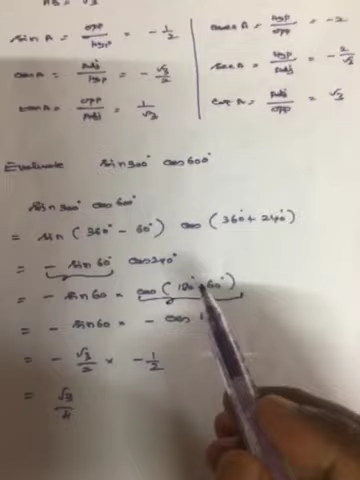 AB = √3
sin A = opp/hyp = - 1/2
cos A = adj/hyp = - √3/2
tan A = opp/adj = 1/√3
cosec A = hyp/opp = -2
sec A = hyp/adj = - 2/√3
cot A = adj/opp = √3
Evaluate sin 300° cos 600°
sin 300° cos 600°
= sin (360° - 60°) cos (360° + 240°)
= - sin 60° cos 240°
= - sin 60 × cos (180° + 60°)
= - sin 60 × - cos
= - √3/2 × - 1/2
= √3/4